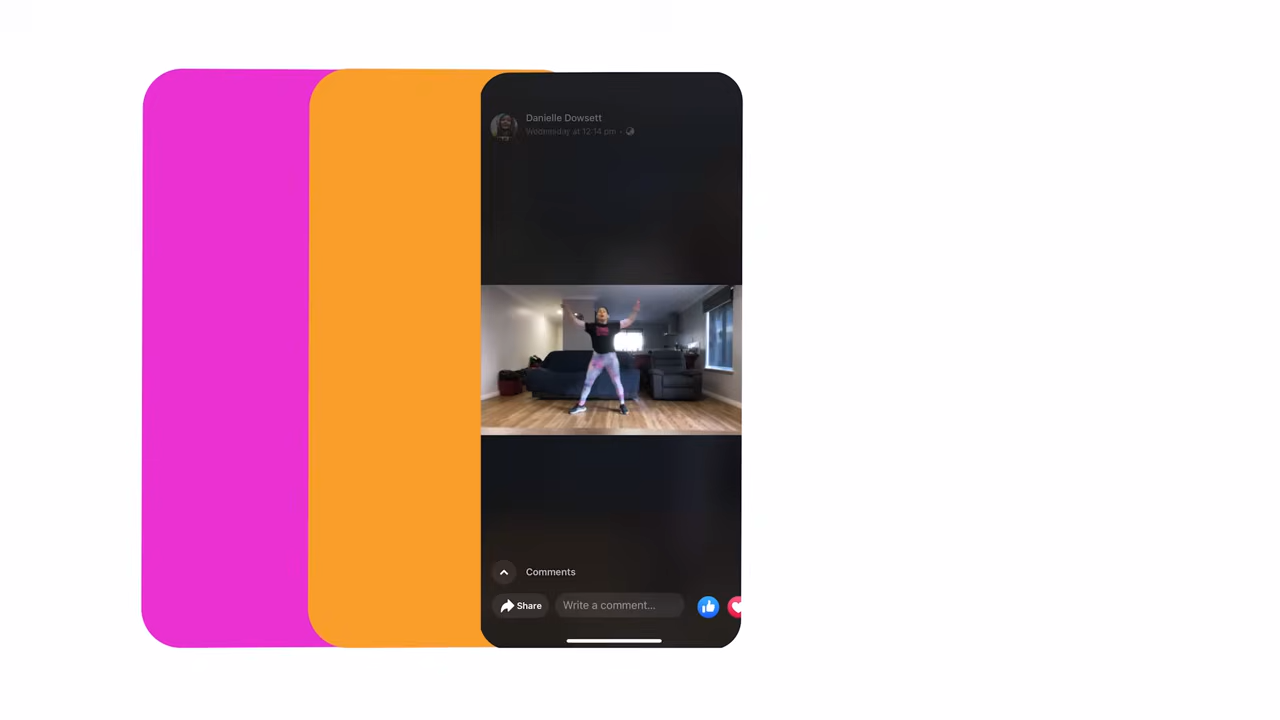 Danielle Dowsett
Wednesday at 12:14 pm ·
Comments
Share
Write a comment...